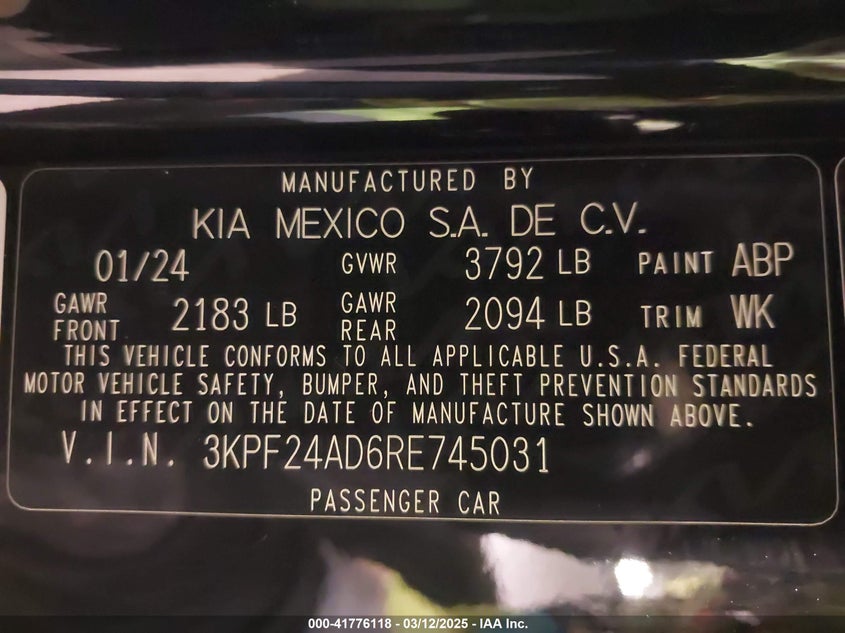 MANUFACTURED BY
KIA MEXICO S.A. DE C.V.
01/24 GVWR 3792 LB PAINT ABP
GAWR FRONT 2183 LB GAWR REAR 2094 LB TRIM WK
THIS VEHICLE CONFORMS TO ALL APPLICABLE U.S.A. FEDERAL
MOTOR VEHICLE SAFETY, BUMPER, AND THEFT PREVENTION STANDARDS
IN EFFECT ON THE DATE OF MANUFACTURE SHOWN ABOVE.
V.I.N. 3KPF24AD6RE745031
PASSENGER CAR
000-41776118 - 03/12/2025 - IAA Inc.